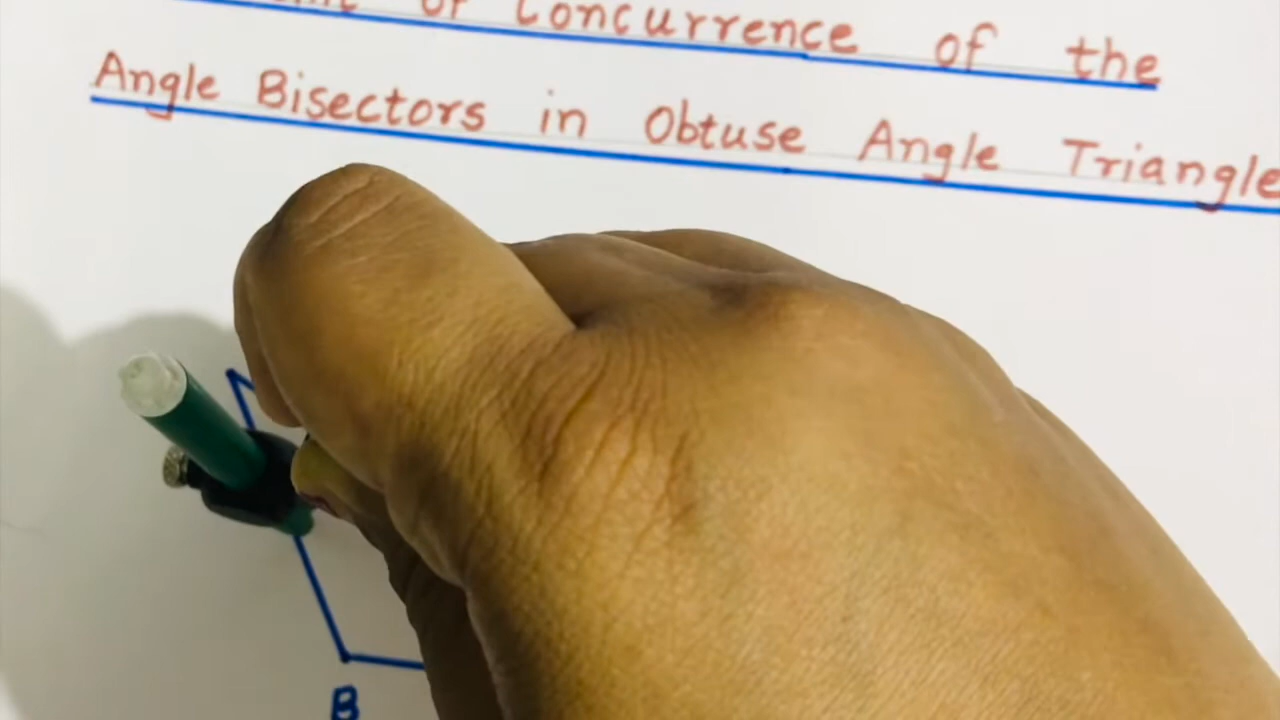 of Concurrence of the
Angle Bisectors in Obtuse Angle Triangle
B